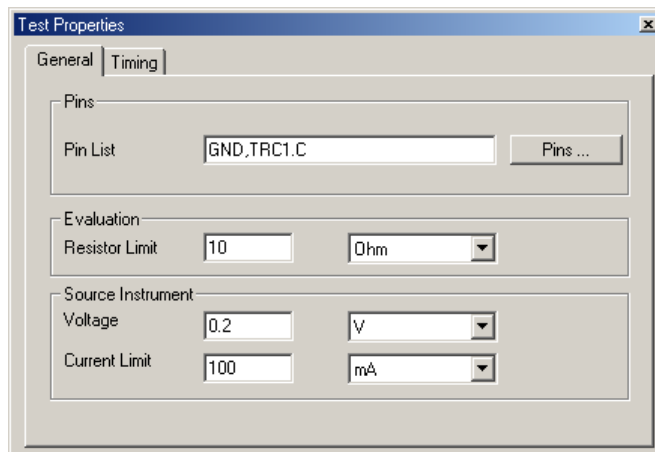 Test Properties
General Timing
Pins
Pin List GND,TRC1.C Pins ...
Evaluation
Resistor Limit 10 Ohm
Source Instrument
Voltage 0.2 V
Current Limit 100 mA